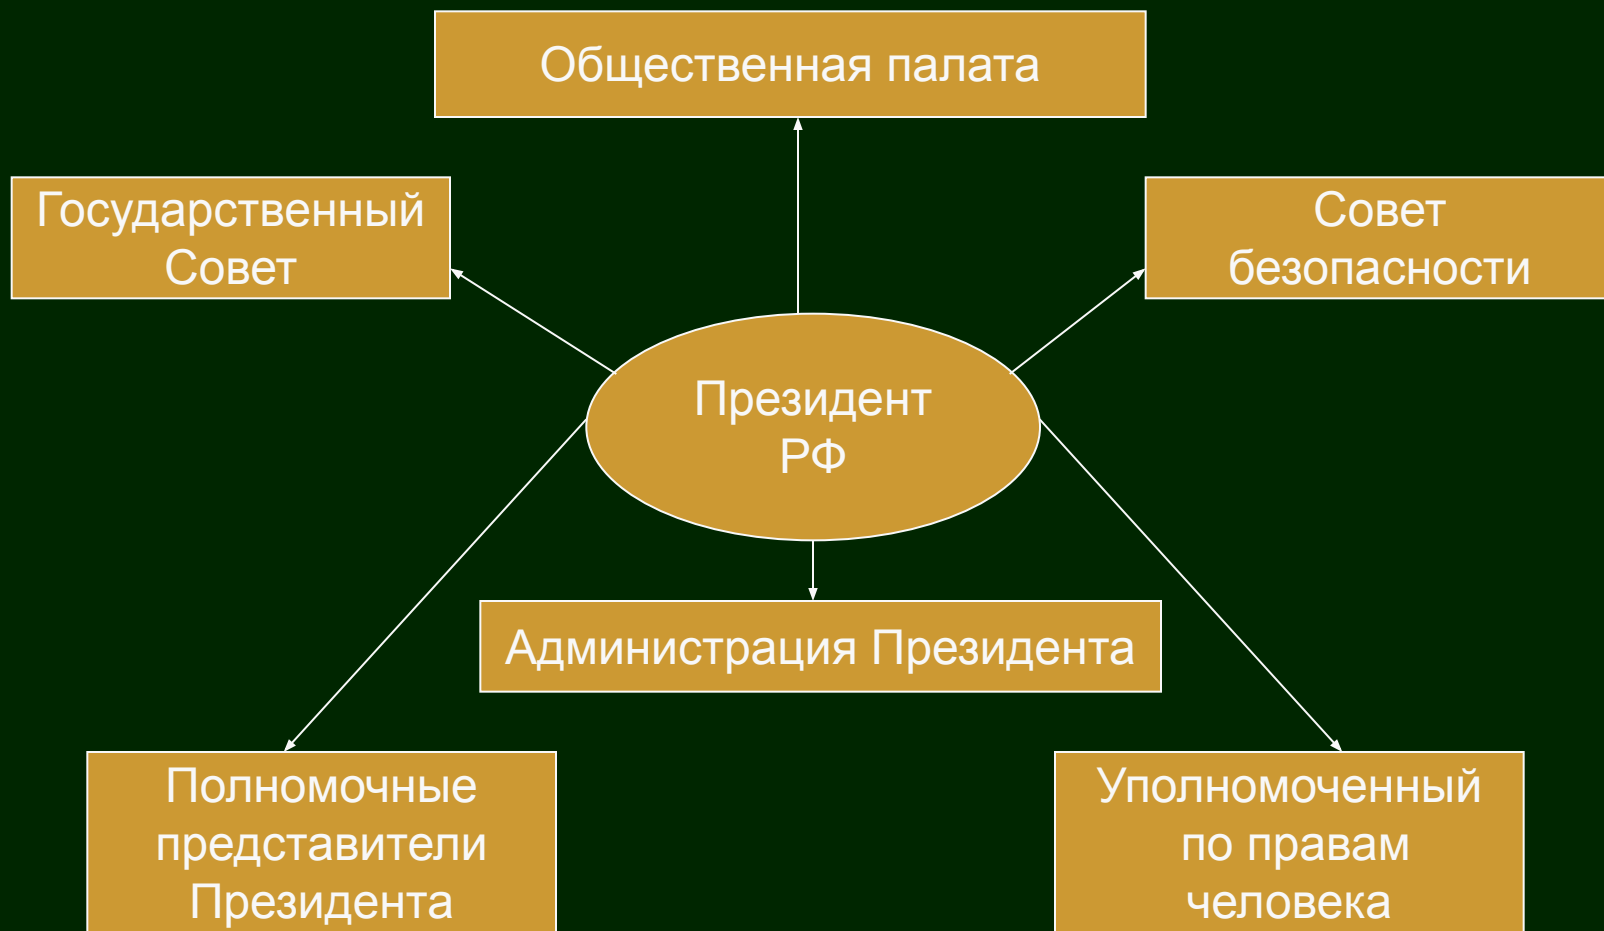 Общественная палата
Государственный
Совет
Совет
безопасности
Президент
РФ
Администрация Президента
Полномочные
представители
Президента
Уполномоченный
по правам
человека